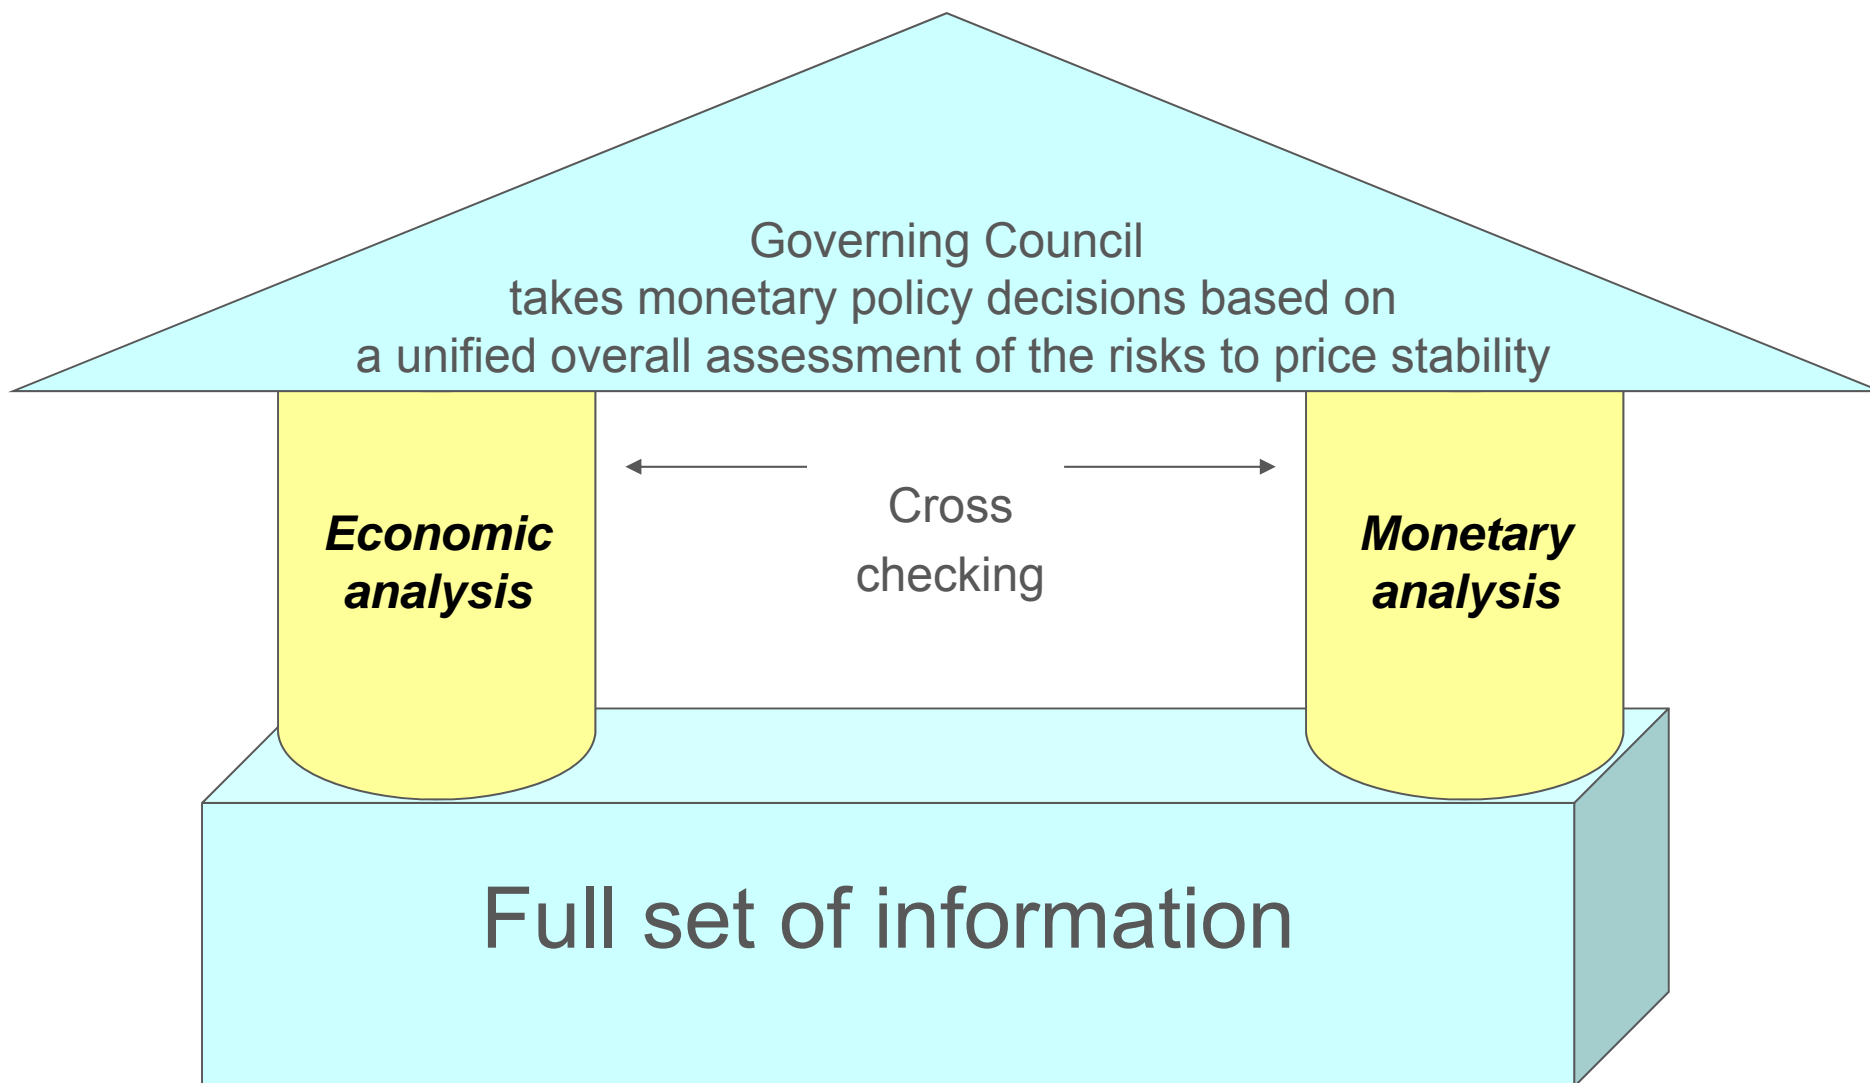 Governing Council
takes monetary policy decisions based on
a unified overall assessment of the risks to price stability
Economic
analysis
Cross
checking
Monetary
analysis
Full set of information